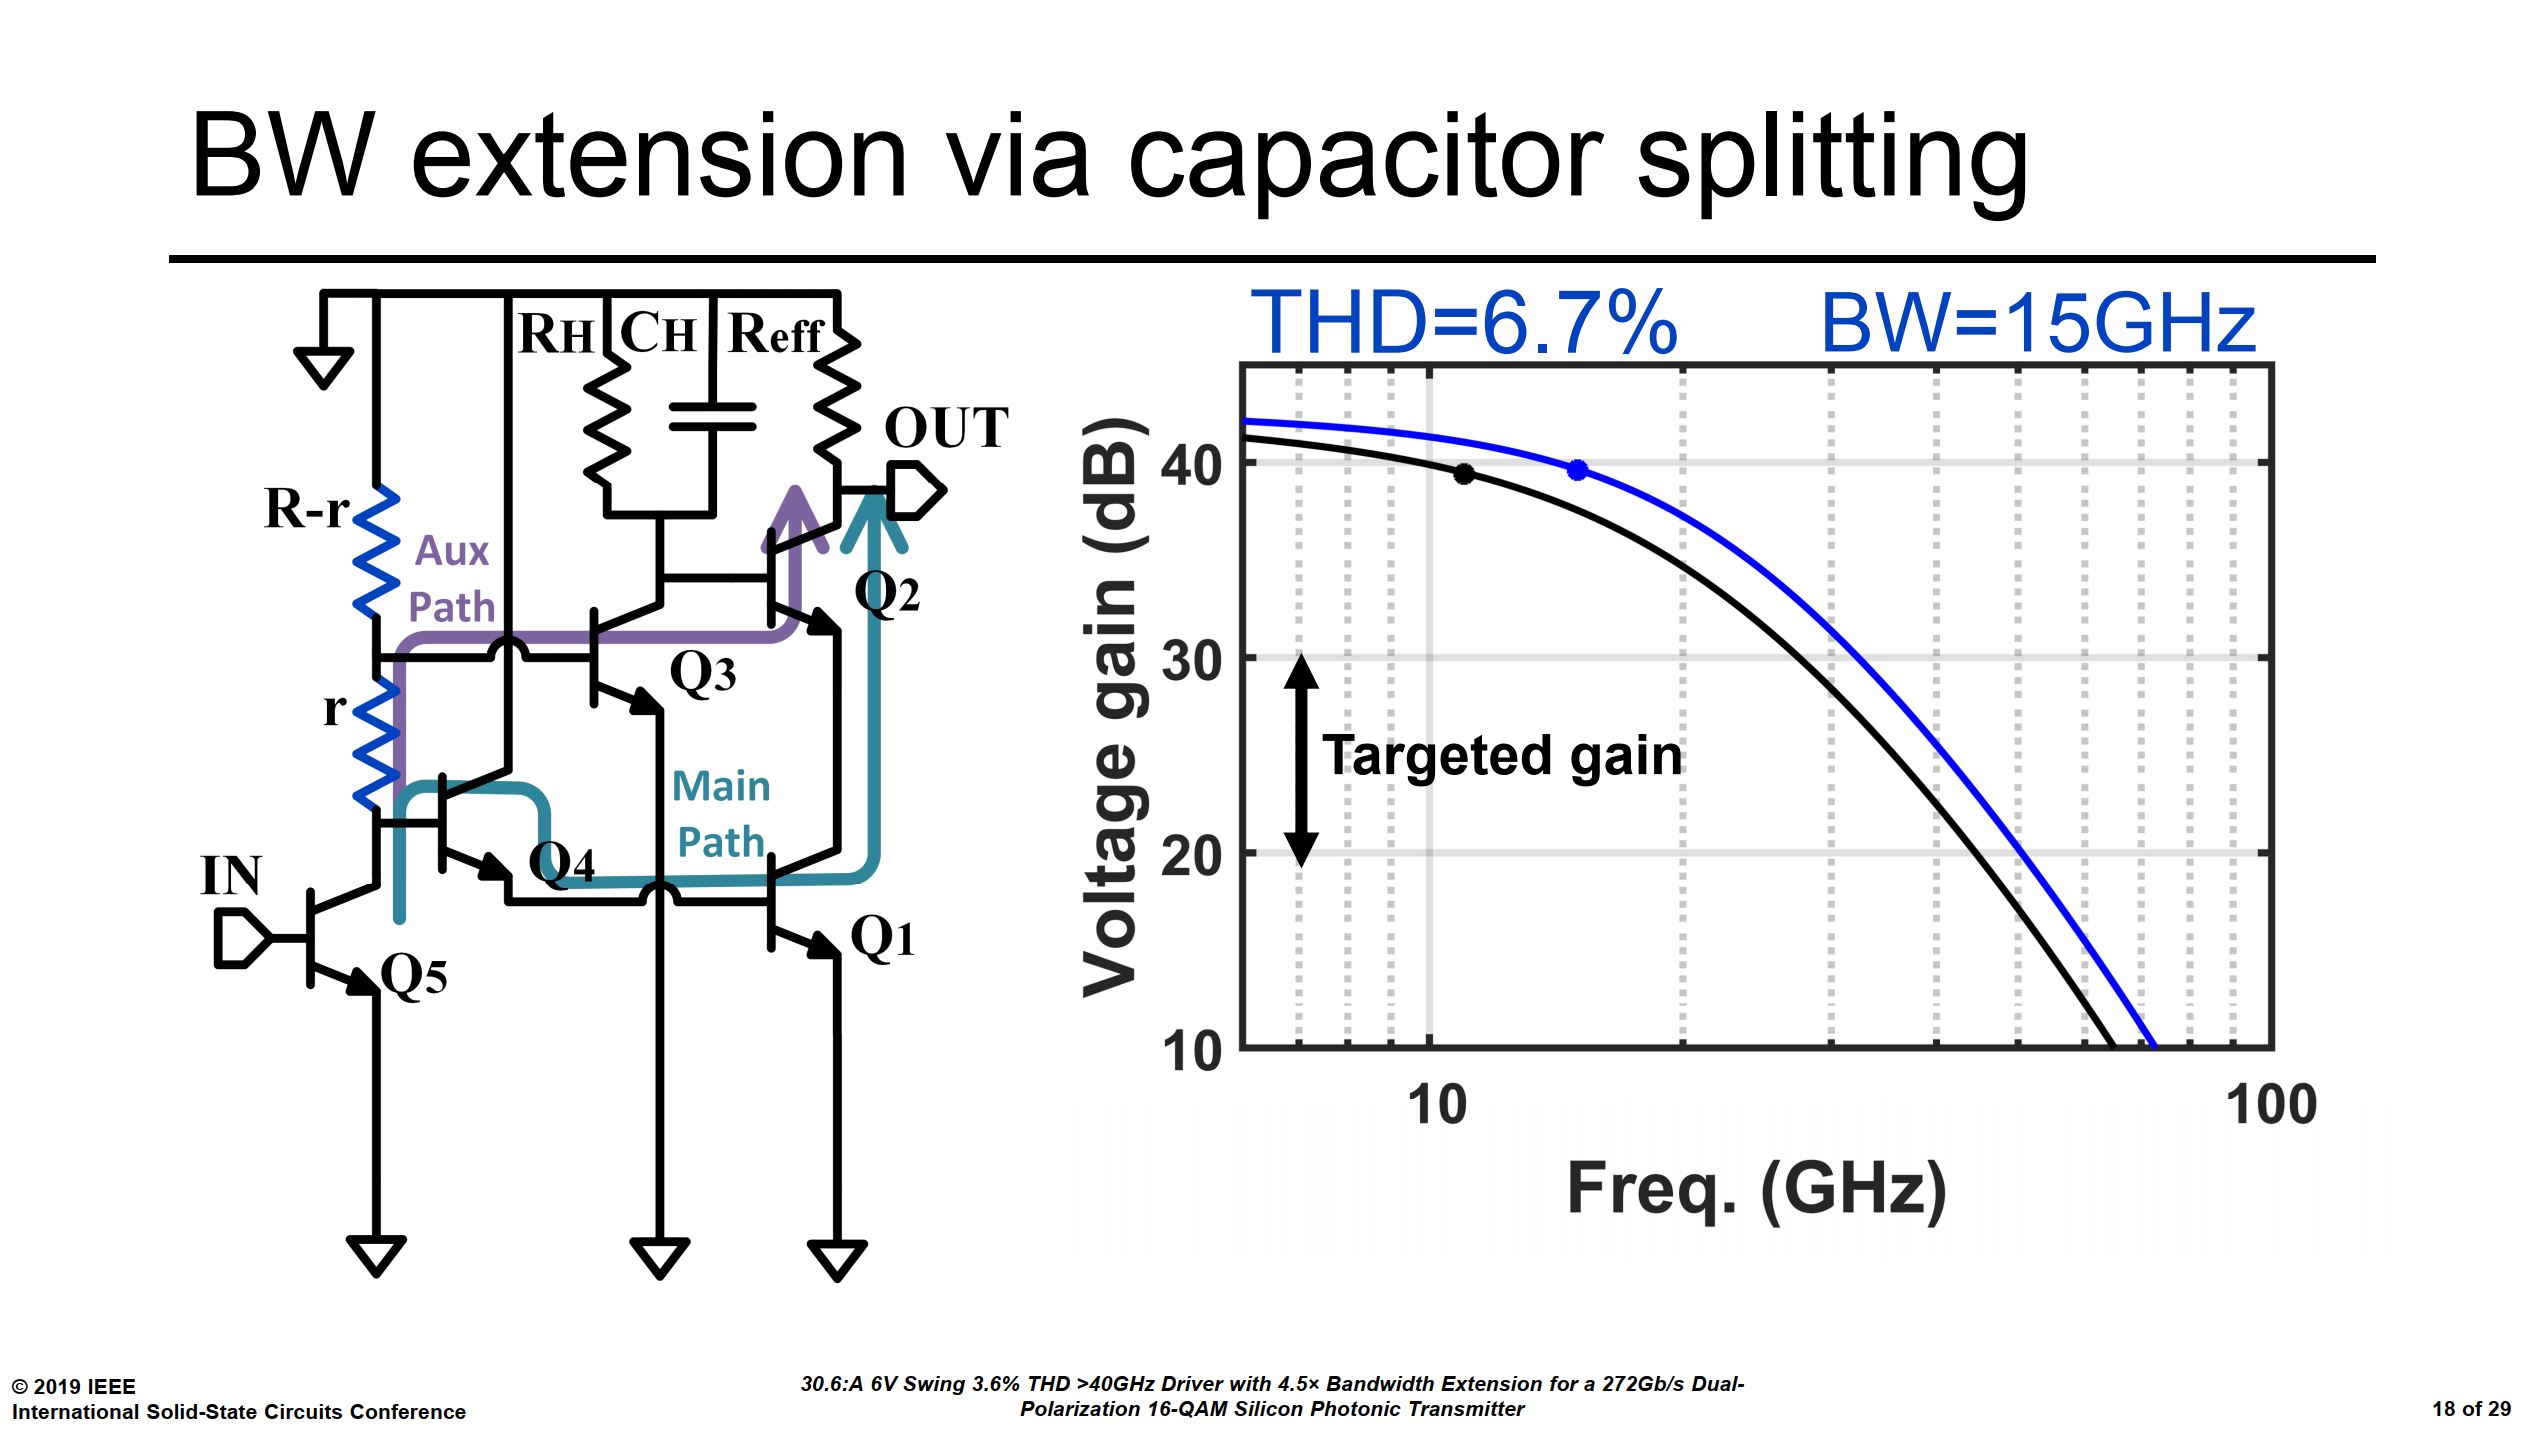 BW extension via capacitor splitting
THD=6.7%
BW=15GHz
RH
CH
Reff
OUT
R-r
Aux
Path
Q2
Q3
r
Main
Path
Q4
IN
Q1
Q5
Voltage gain (dB)
40
30
20
10
Targeted gain
10
100
Freq. (GHz)
© 2019 IEEE
International Solid-State Circuits Conference
30.6:A 6V Swing 3.6% THD >40GHz Driver with 4.5× Bandwidth Extension for a 272Gb/s Dual-
Polarization 16-QAM Silicon Photonic Transmitter
18 of 29